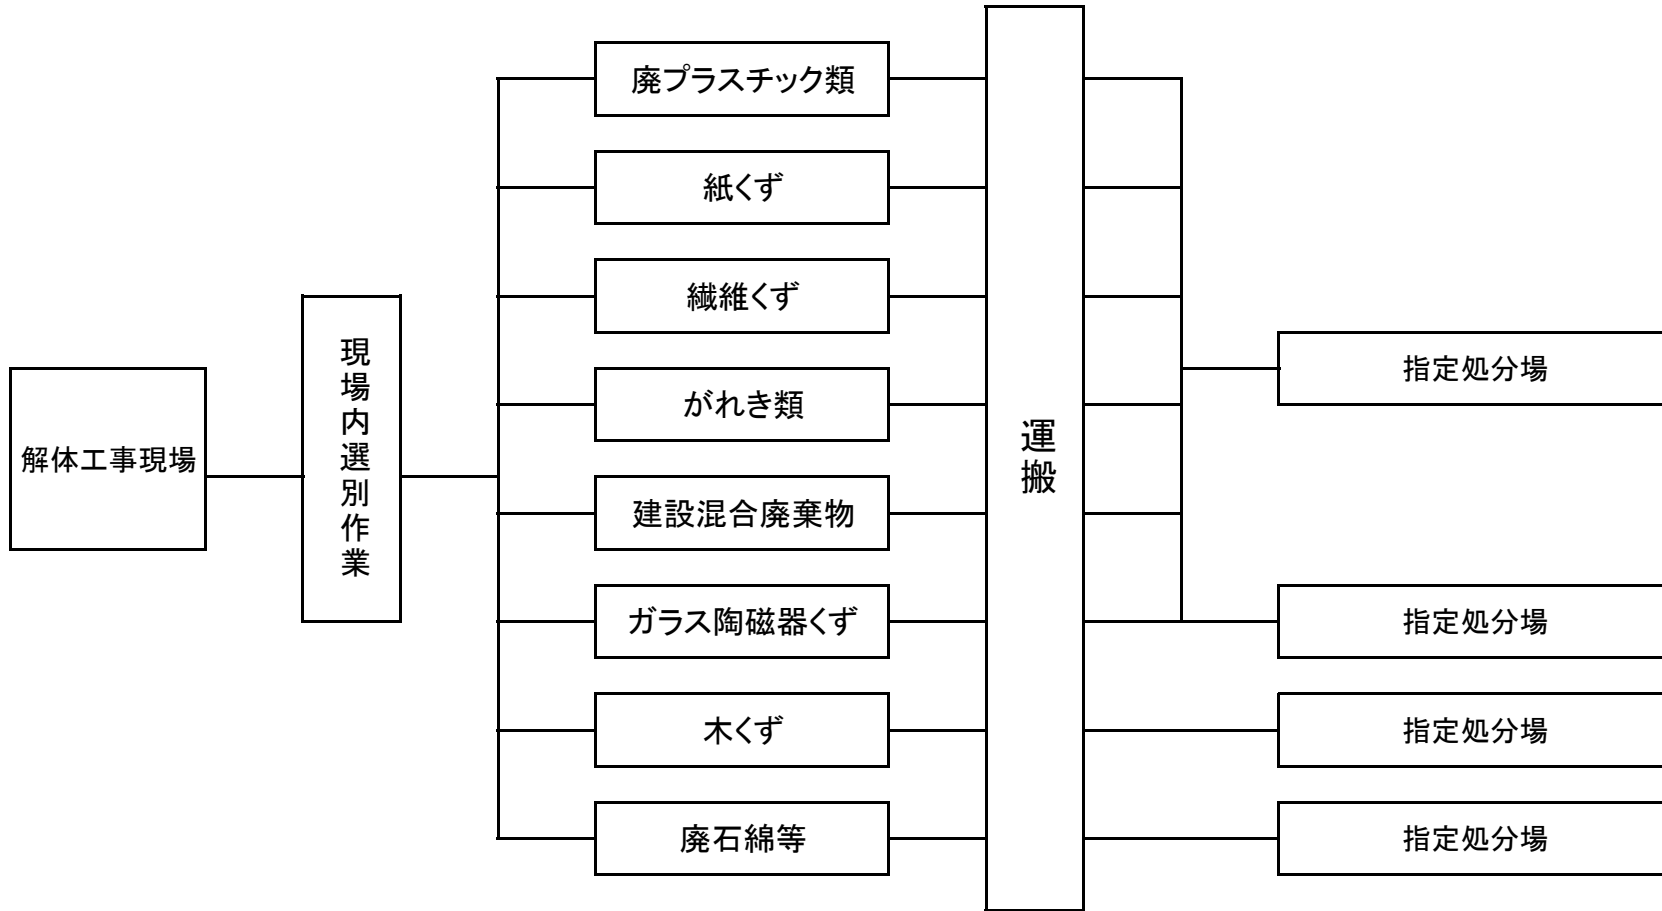 解体工事現場
現場内選別作業
廃プラスチック類
紙くず
繊維くず
がれき類
建設混合廃棄物
ガラス陶磁器くず
木くず
廃石綿等
運搬
指定処分場
指定処分場
指定処分場
指定処分場